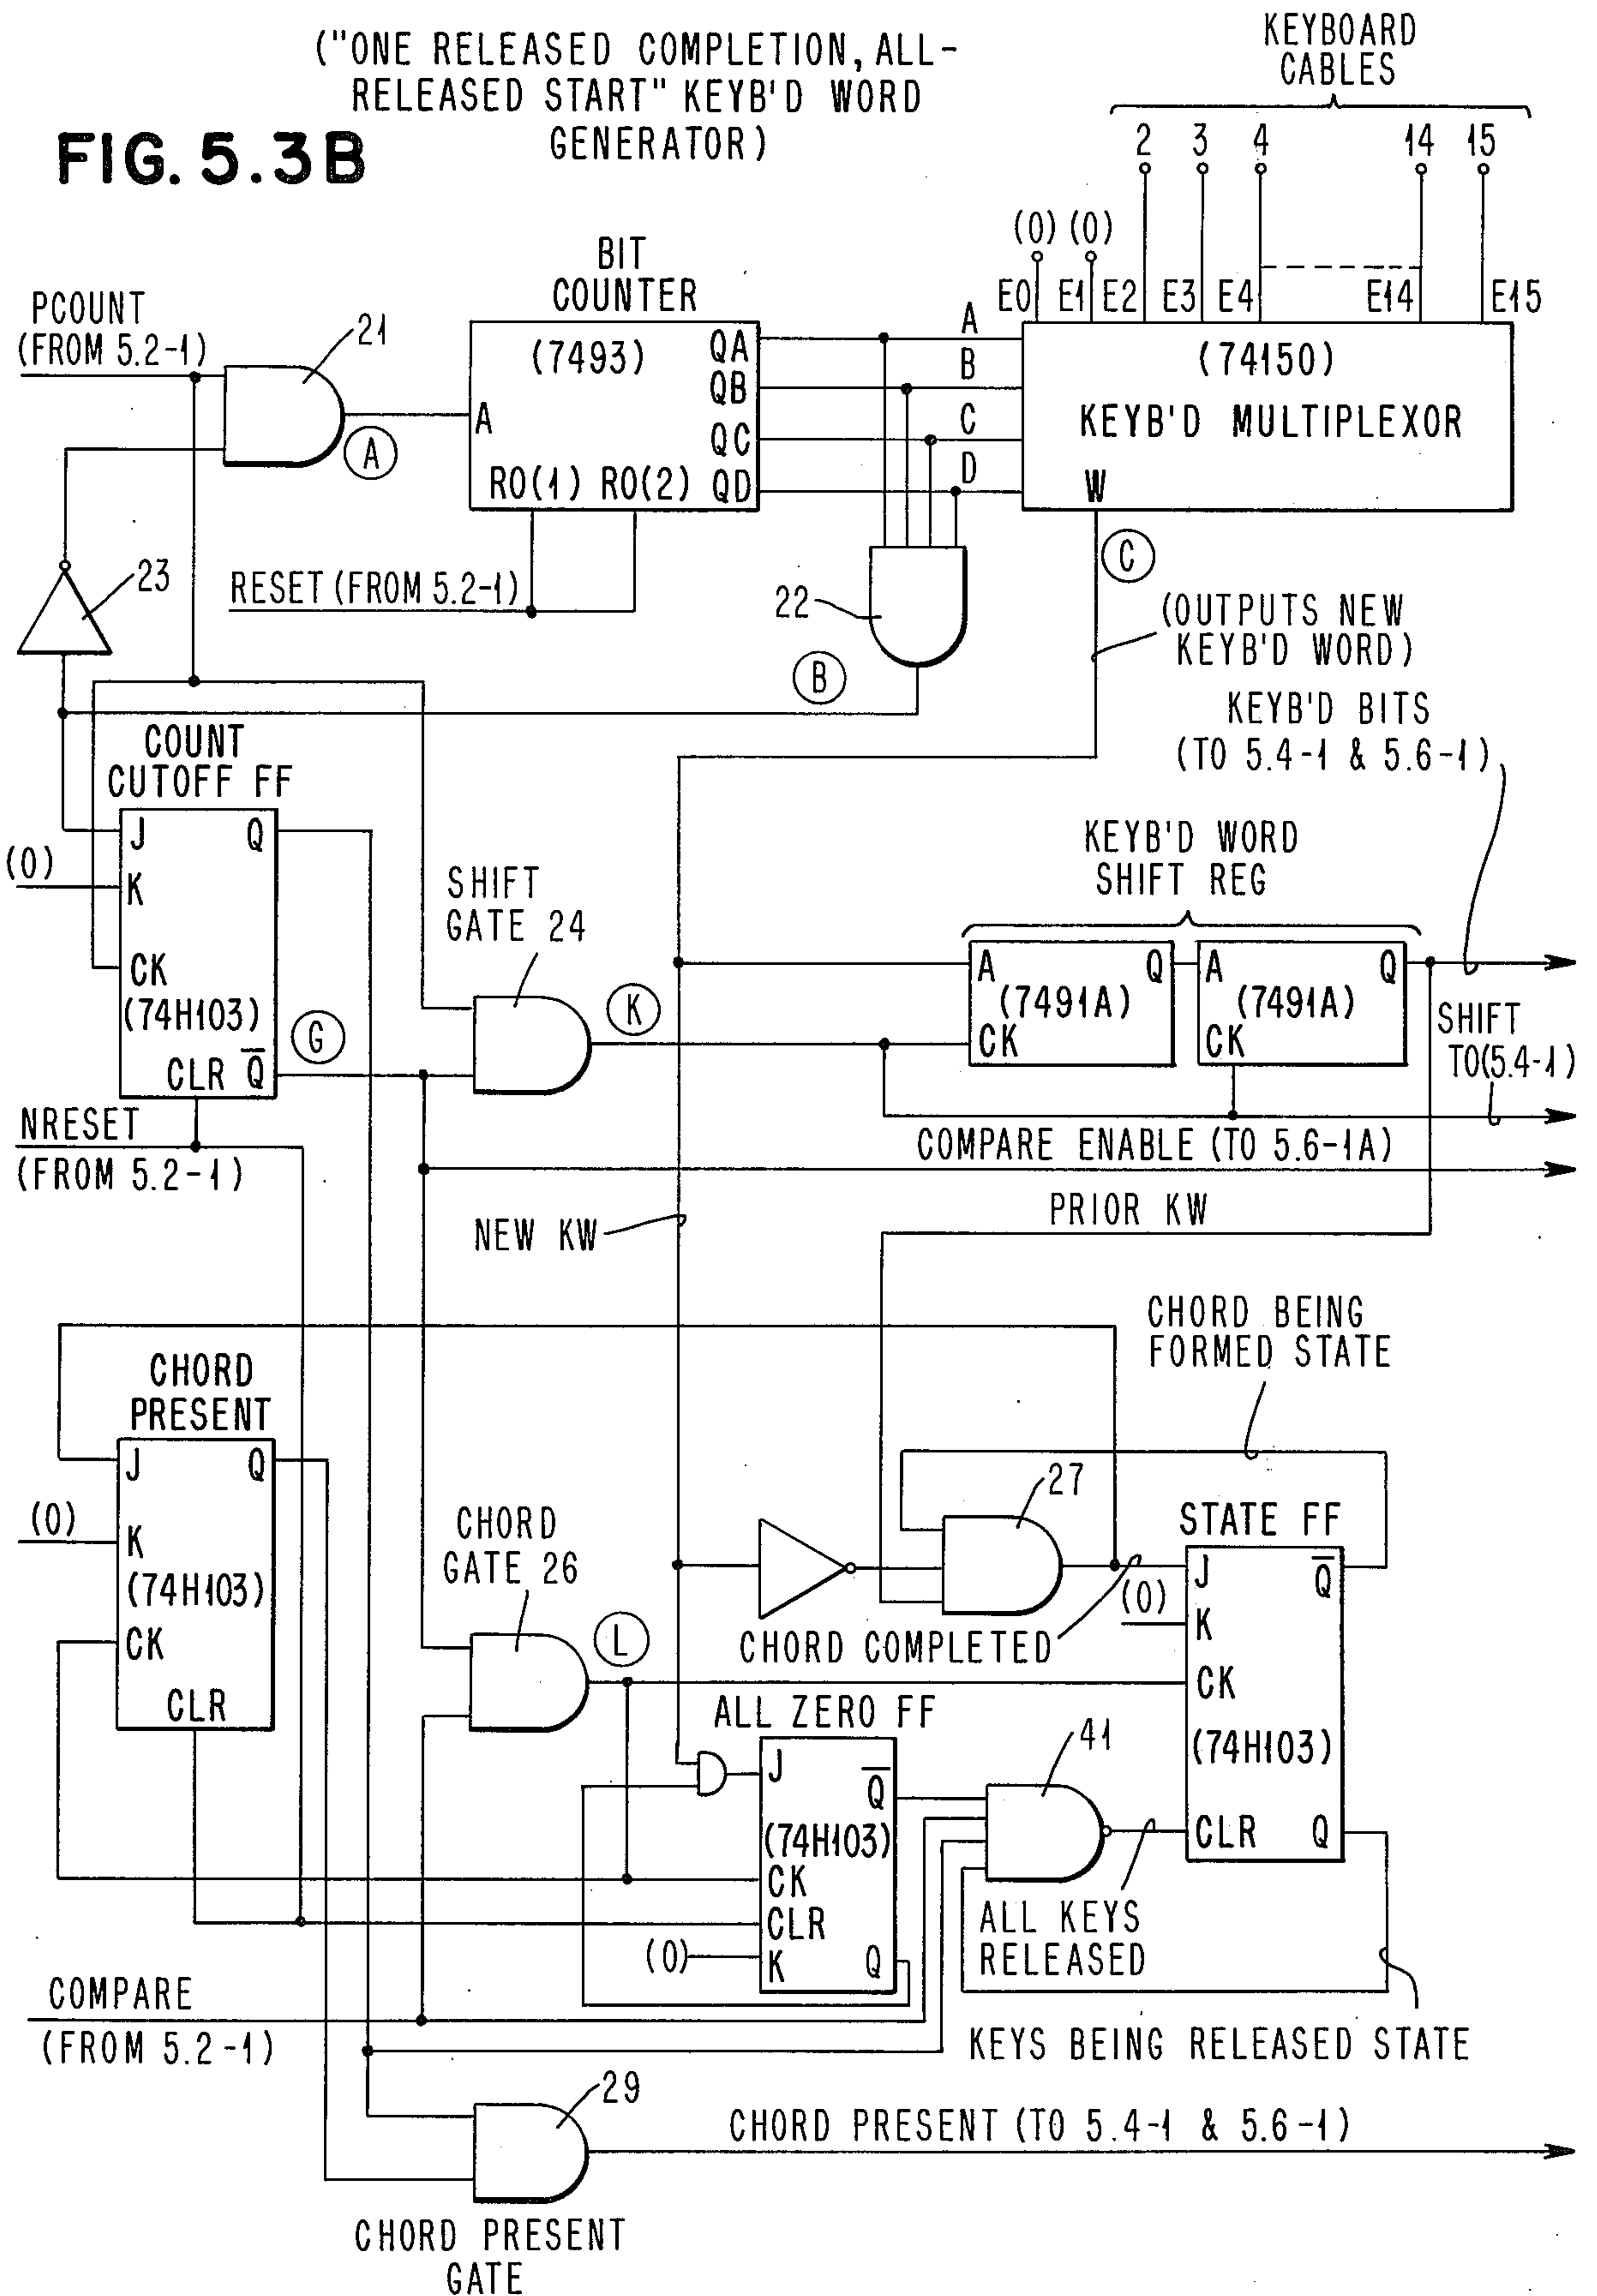 ("ONE RELEASED COMPLETION, ALL-
RELEASED START" KEYB'D WORD
GENERATOR)
FIG. 5.3B
KEYBOARD
CABLES
2 3 4 14 15
(0) (0)
E0 E1 E2 E3 E4 E14 E15
BIT
COUNTER
(7493)
A
QA
QB
QC
QD
RO(1) RO(2)
A
B
C
D
(74150)
KEYB'D MULTIPLEXOR
W
PCOUNT
(FROM 5.2-1)
21
A
23
RESET (FROM 5.2-1)
22
B
C
(OUTPUTS NEW
KEYB'D WORD)
KEYB'D BITS
(TO 5.4-1 & 5.6-1)
COUNT
CUTOFF FF
J Q
(0)
K
CK
(74H103)
CLR Q
G
NRESET
(FROM 5.2-1)
SHIFT
GATE 24
K
KEYB'D WORD
SHIFT REG
A Q A Q
(7491A) (7491A)
CK CK
SHIFT
TO(5.4-1)
COMPARE ENABLE (TO 5.6-1A)
PRIOR KW
NEW KW
CHORD BEING
FORMED STATE
CHORD
PRESENT
J Q
(0)
K
(74H103)
CK
CLR
CHORD
GATE 26
L
27
CHORD COMPLETED
STATE FF
J Q
(0)
K
CK
(74H103)
CLR Q
ALL ZERO FF
J Q
(74H103)
CK
CLR
(0)
K Q
41
ALL KEYS
RELEASED
COMPARE
(FROM 5.2-1)
KEYS BEING RELEASED STATE
29
CHORD PRESENT (TO 5.4-1 & 5.6-1)
CHORD PRESENT
GATE